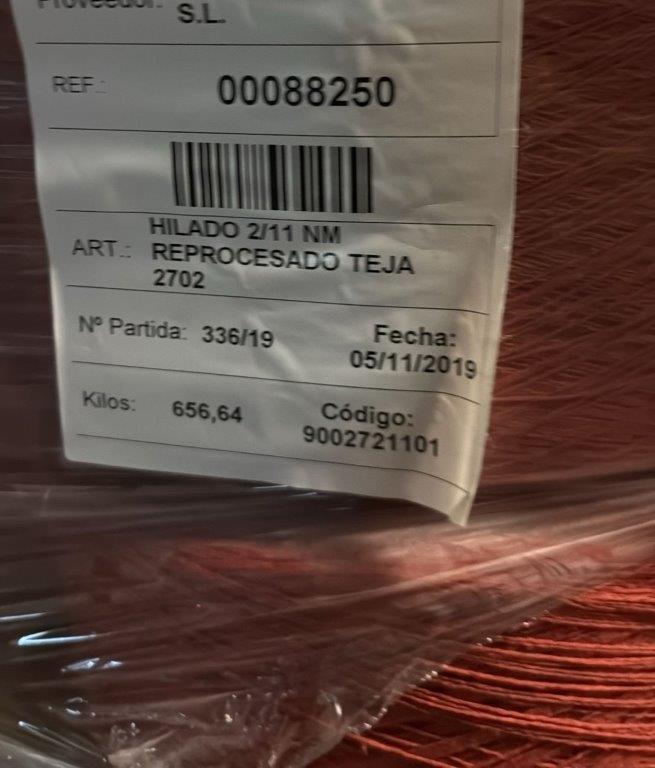 Proveedor:
S.L.
REF.: 00088250
HILADO 2/11 NM
ART.: REPROCESADO TEJA
2702
Nº Partida: 336/19 Fecha:
05/11/2019
Kilos: 656,64 Código:
9002721101